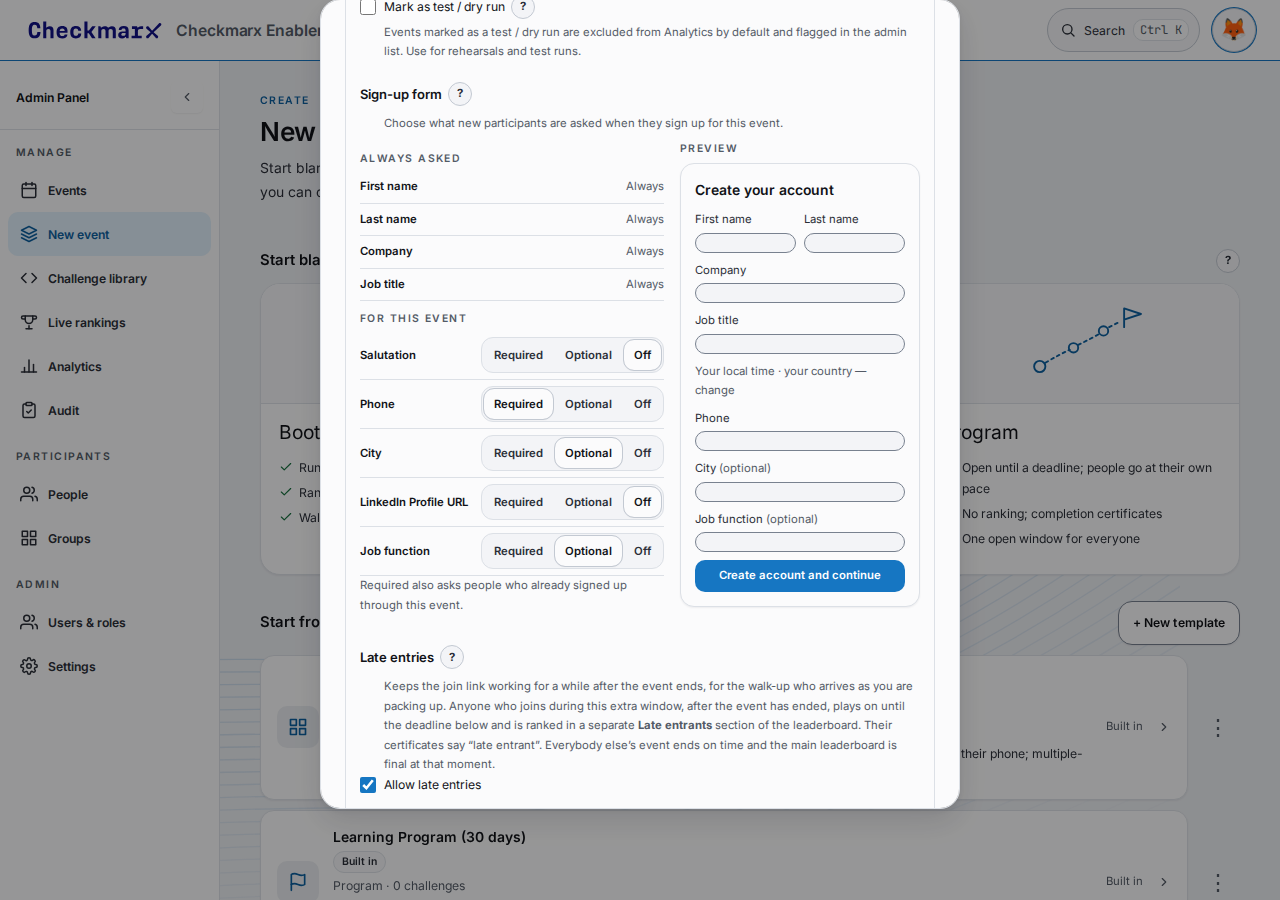 Checkmarx
Checkmarx Enabler
Search
Ctrl K
Admin Panel
MANAGE
Events
New event
Challenge library
Live rankings
Analytics
Audit
PARTICIPANTS
People
Groups
ADMIN
Users & roles
Settings
CREATE
New
Start blan
you can c
Start bla
?
Boot
Run
Ran
Wal
Mark as test / dry run ?
Events marked as a test / dry run are excluded from Analytics by default and flagged in the admin
list. Use for rehearsals and test runs.
Sign-up form ?
Choose what new participants are asked when they sign up for this event.
ALWAYS ASKED
First name Always
Last name Always
Company Always
Job title Always
FOR THIS EVENT
Salutation Required Optional Off
Phone Required Optional Off
City Required Optional Off
LinkedIn Profile URL Required Optional Off
Job function Required Optional Off
Required also asks people who already signed up
through this event.
PREVIEW
Create your account
First name Last name
Company
Job title
Your local time · your country —
change
Phone
City (optional)
Job function (optional)
Create account and continue
Late entries ?
Keeps the join link working for a while after the event ends, for the walk-up who arrives as you are
packing up. Anyone who joins during this extra window, after the event has ended, plays on until
the deadline below and is ranked in a separate Late entrants section of the leaderboard. Their
certificates say “late entrant”. Everybody else’s event ends on time and the main leaderboard is
final at that moment.
Allow late entries
rogram
Open until a deadline; people go at their own
pace
No ranking; completion certificates
One open window for everyone
Start fro
+ New template
Built in
their phone; multiple-
Learning Program (30 days)
Built in
Program · 0 challenges
Built in